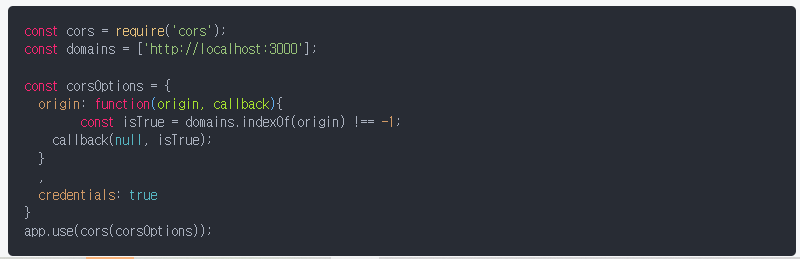 const cors = require('cors');
const domains = ['http://localhost:3000'];
const corsOptions = {
origin: function(origin, callback){
const isTrue = domains.indexOf(origin) !== -1;
callback(null, isTrue);
}
,
credentials: true
}
app.use(cors(corsOptions));